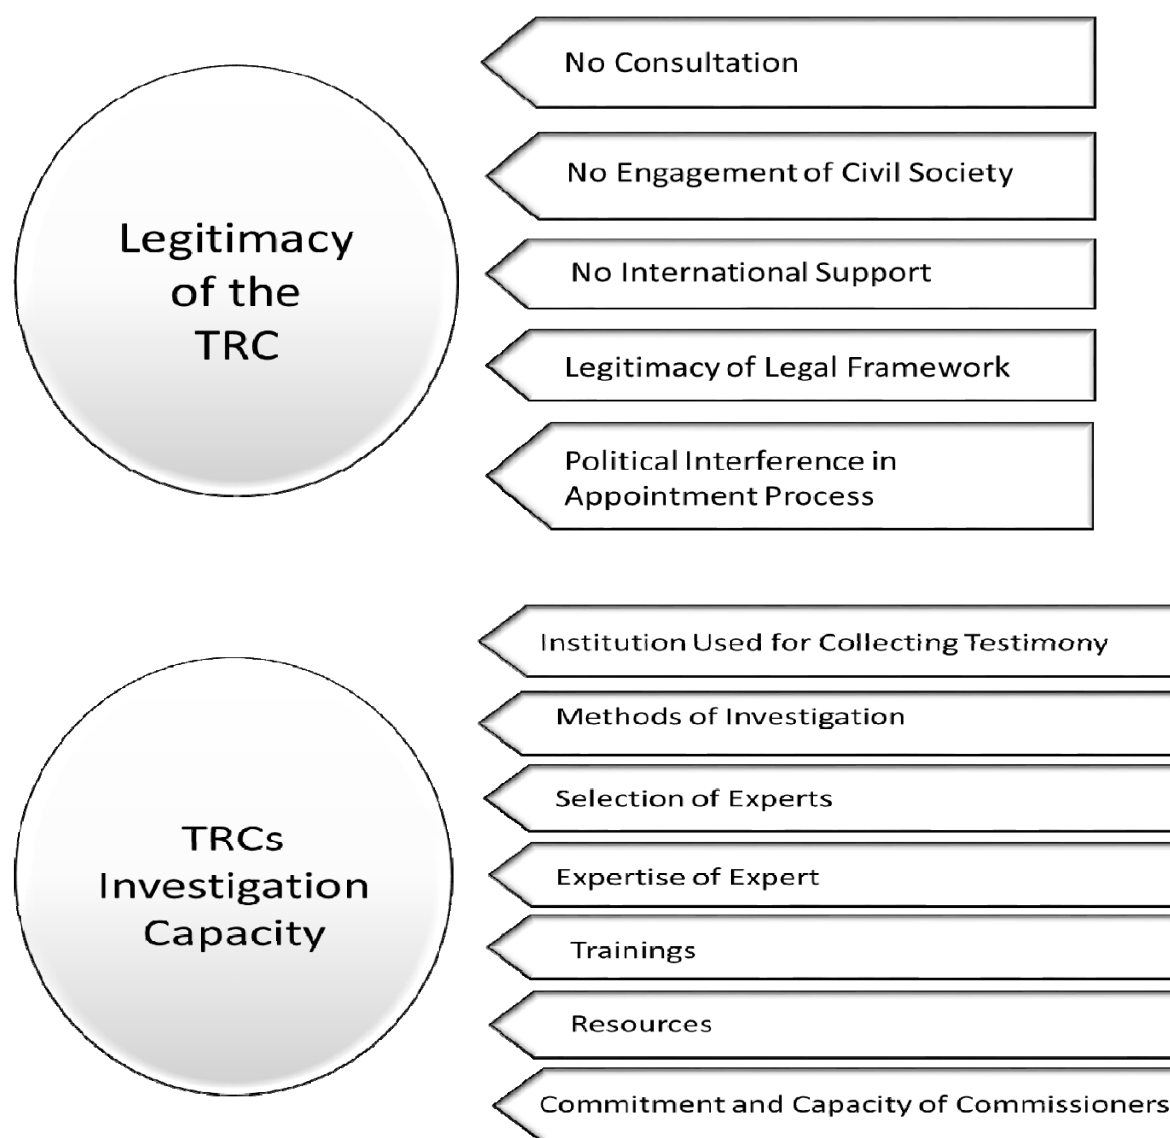 Legitimacy
of the
TRC
No Consultation
No Engagement of Civil Society
No International Support
Legitimacy of Legal Framework
Political Interference in
Appointment Process
TRCs
Investigation
Capacity
Institution Used for Collecting Testimony
Methods of Investigation
Selection of Experts
Expertise of Expert
Trainings
Resources
Commitment and Capacity of Commissioners